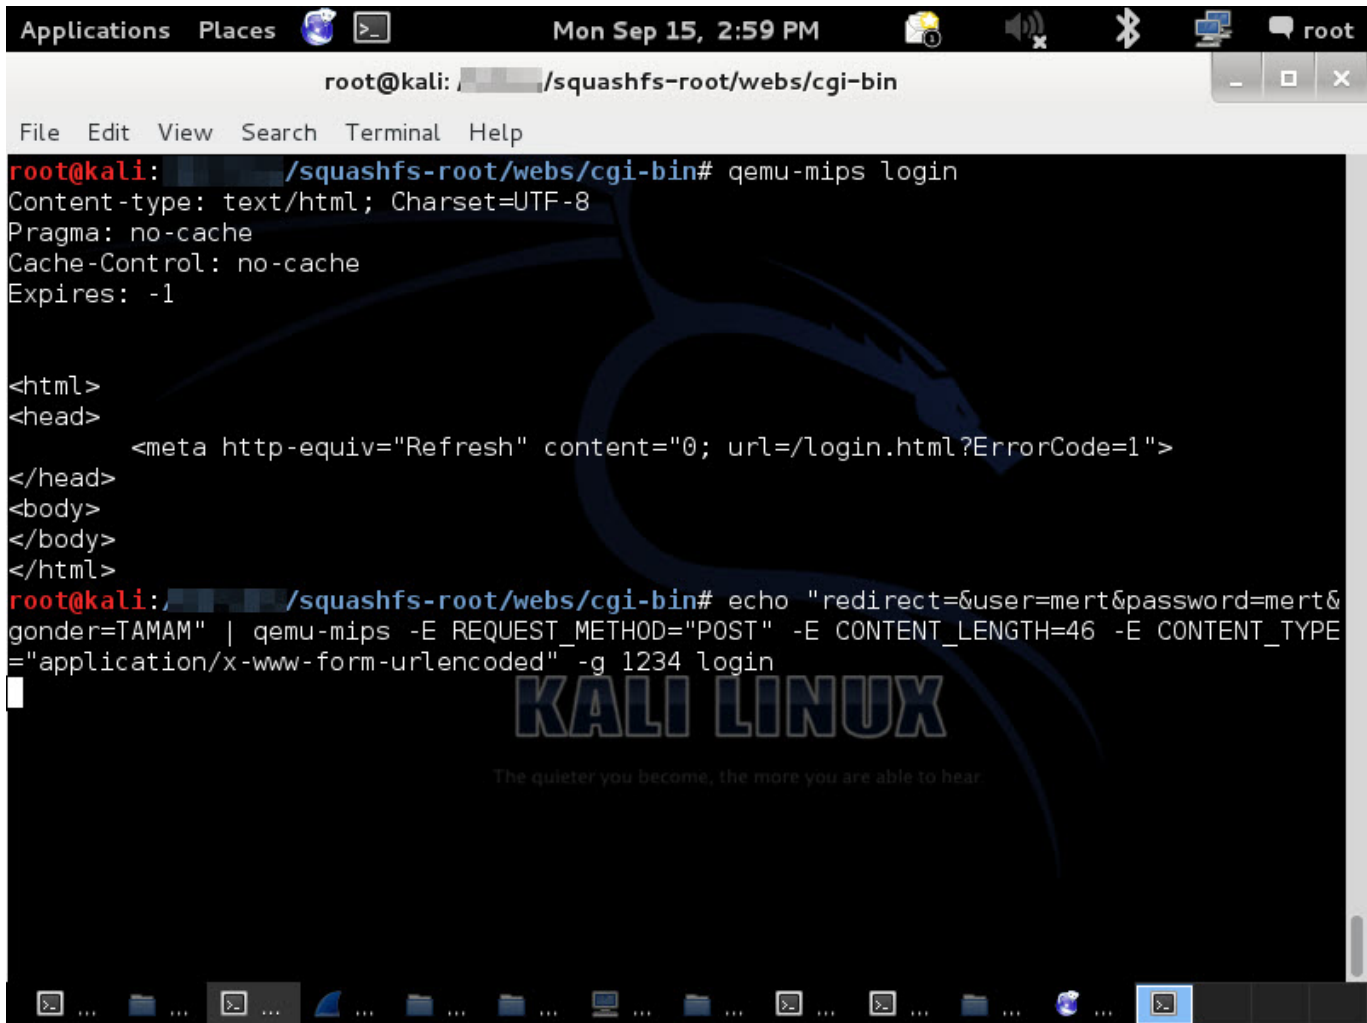 Applications Places Mon Sep 15, 2:59 PM root
root@kali: /squashfs-root/webs/cgi-bin
File Edit View Search Terminal Help
root@kali: /squashfs-root/webs/cgi-bin# qemu-mips login
Content-type: text/html; Charset=UTF-8
Pragma: no-cache
Cache-Control: no-cache
Expires: -1
<html>
<head>
<meta http-equiv="Refresh" content="0; url=/login.html?ErrorCode=1">
</head>
<body>
</body>
</html>
root@kali:/ /squashfs-root/webs/cgi-bin# echo "redirect=&user=mert&password=mert&
gonder=TAMAM" | qemu-mips -E REQUEST_METHOD="POST" -E CONTENT_LENGTH=46 -E CONTENT_TYPE
="application/x-www-form-urlencoded" -g 1234 login
KALI LINUX
The quieter you become, the more you are able to hear.
... ... ... ... ... ... ... ... ... ... ... ...